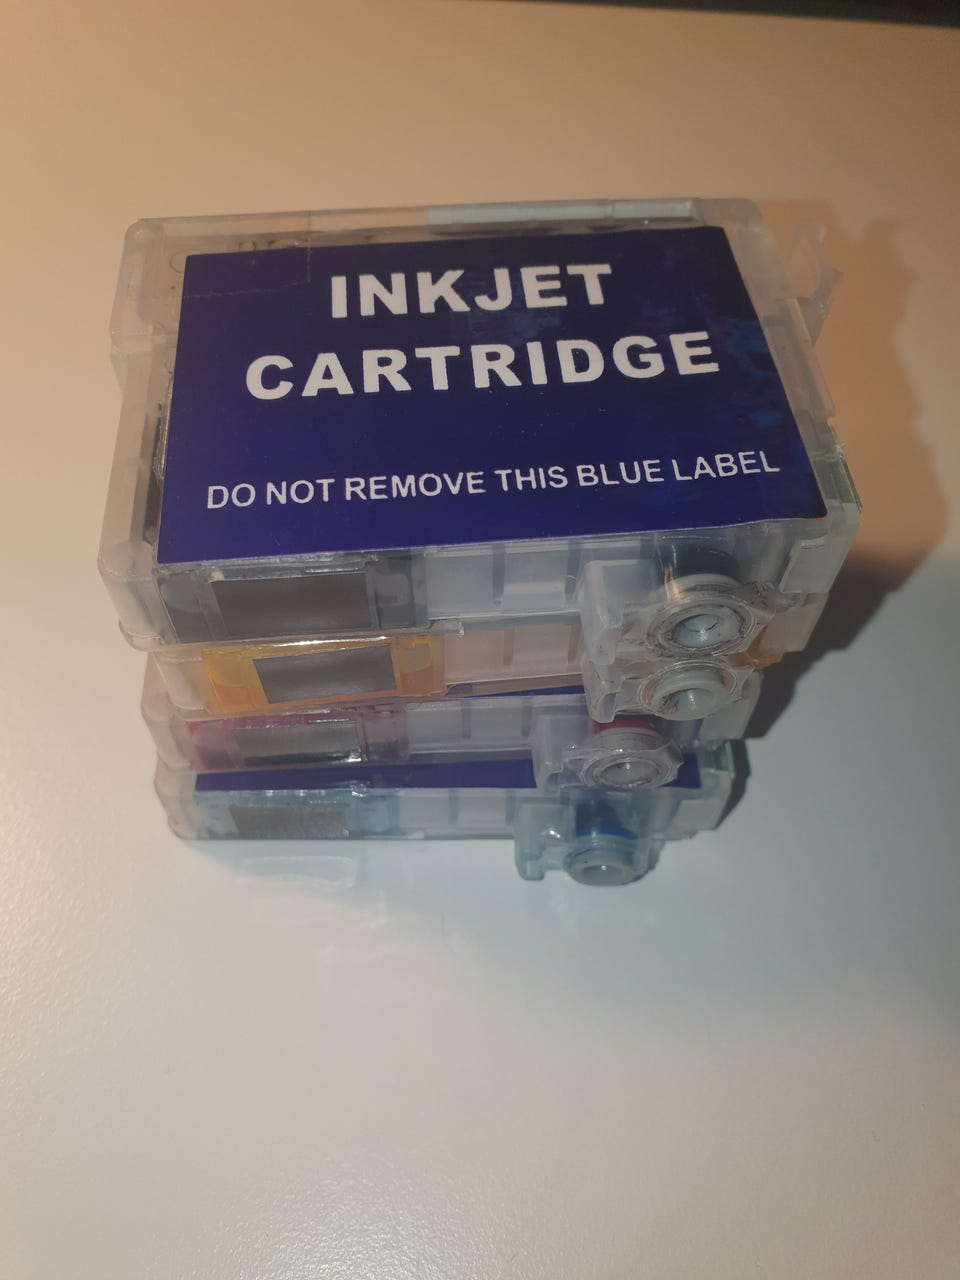 INKJET
CARTRIDGE
DO NOT REMOVE THIS BLUE LABEL